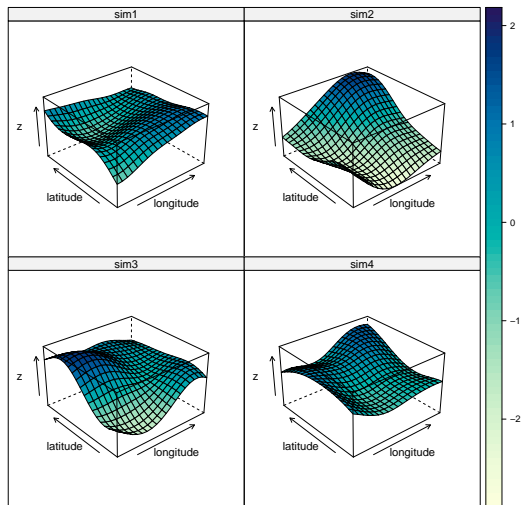 sim1
z
latitude
longitude
sim2
z
latitude
longitude
sim3
z
latitude
longitude
sim4
z
latitude
longitude
2
1
0
−1
−2